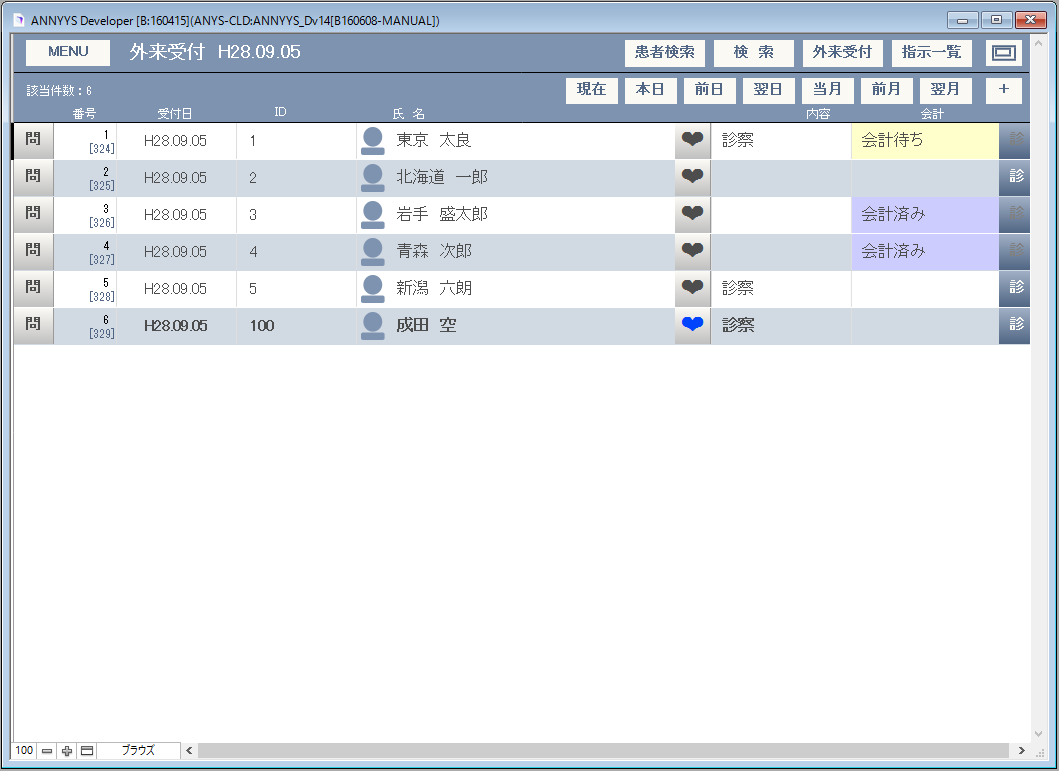 ANNYYS Developer [B:160415](ANYS-CLD:ANNYYS_Dv14[B160608-MANUAL])
MENU 外来受付 H28.09.05 患者検索 検 索 外来受付 指示一覧
該当件数：6 現在 本日 前日 翌日 当月 前月 翌月 +
番号 受付日 ID 氏 名 内容 会計
問 1 [324] H28.09.05 1 東京 太良 診察 会計待ち 診
問 2 [325] H28.09.05 2 北海道 一郎 診
問 3 [326] H28.09.05 3 岩手 盛太郎 会計済み 診
問 4 [327] H28.09.05 4 青森 次郎 会計済み 診
問 5 [328] H28.09.05 5 新潟 六朗 診察 診
問 6 [329] H28.09.05 100 成田 空 診察 診
100 ブラウズ